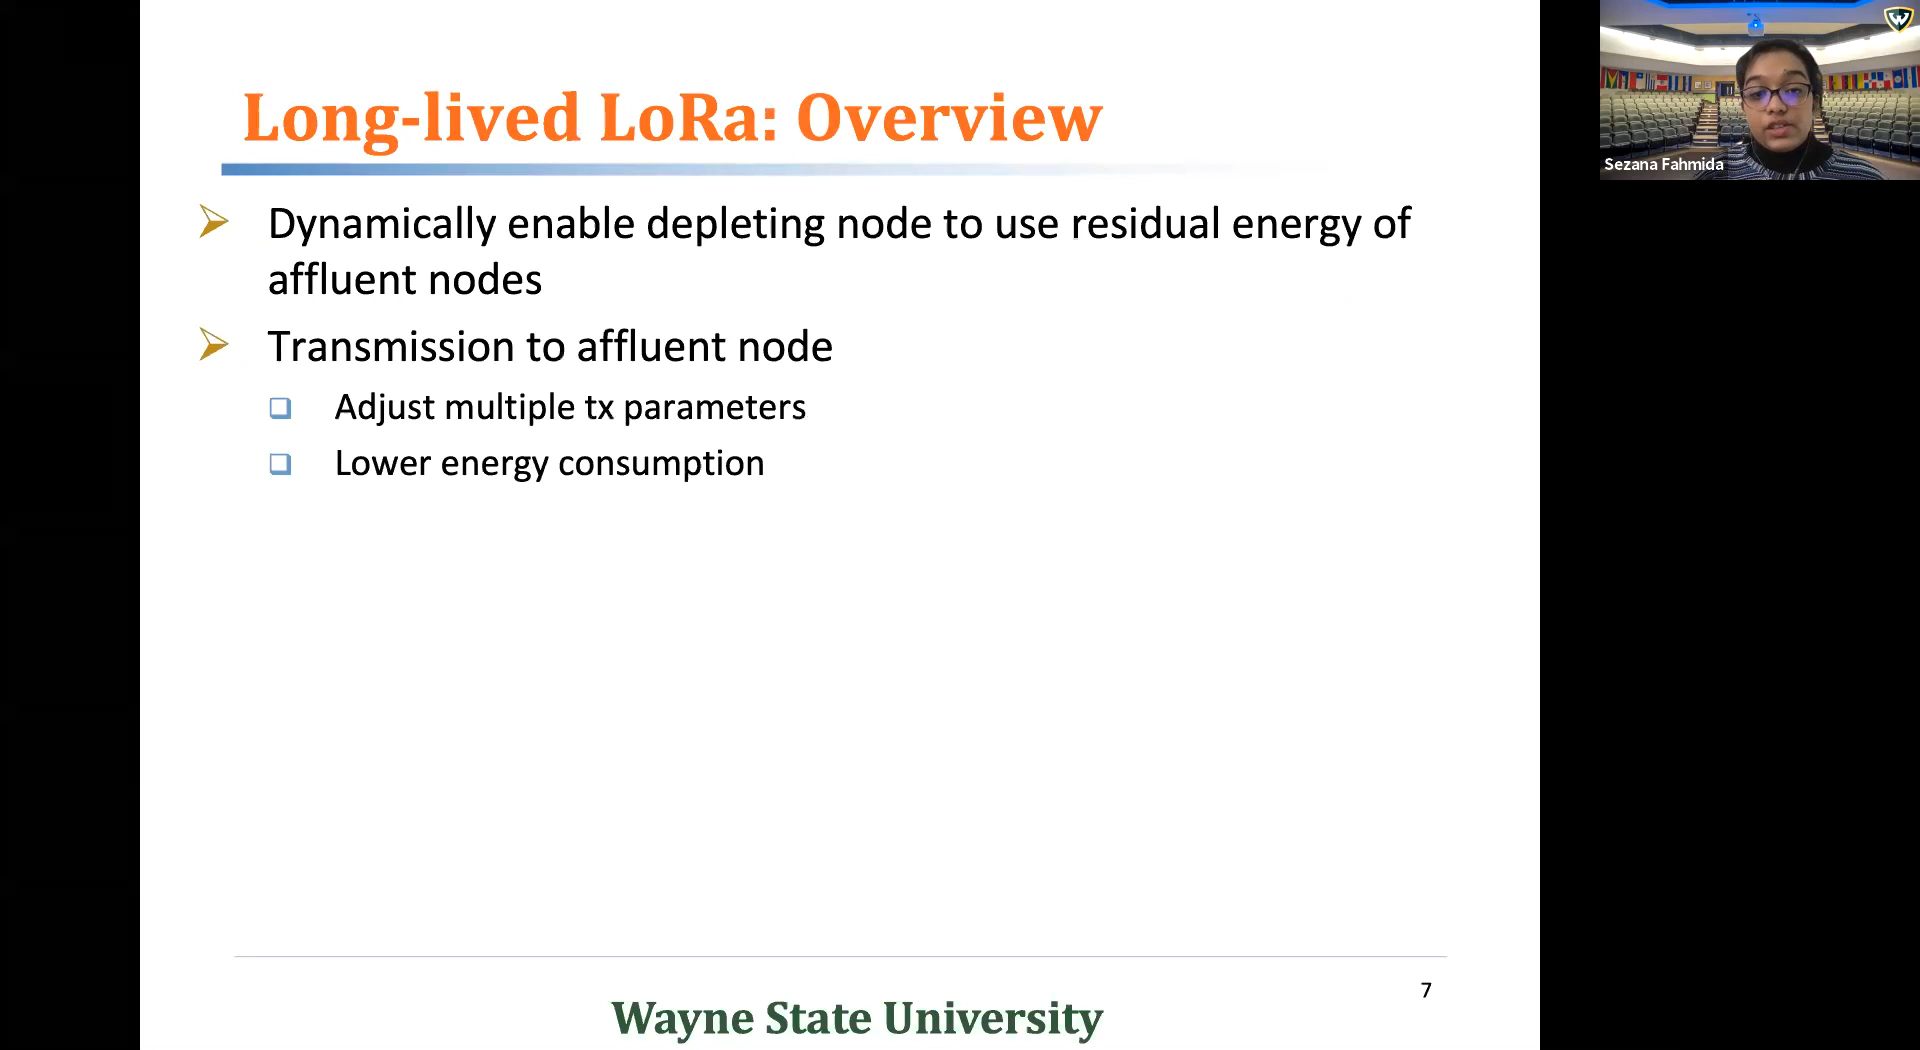 Long-lived LoRa: Overview
Dynamically enable depleting node to use residual energy of
affluent nodes
Transmission to affluent node
Adjust multiple tx parameters
Lower energy consumption
7
Wayne State University
W
Sezana Fahmida